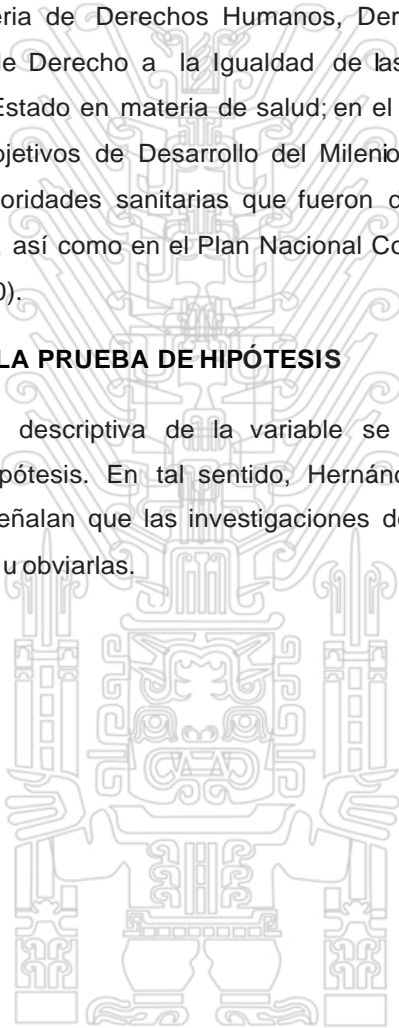 eria de Derechos Humanos, Der
le Derecho a la Igualdad de las
Estado en materia de salud; en el
ojetivos de Desarrollo del Milenio
oridades sanitarias que fueron d
así como en el Plan Nacional Co
0).
LA PRUEBA DE HIPÓTESIS
descriptiva de la variable se
pótesis. En tal sentido, Hernánd
eñalan que las investigaciones de
u obviarlas.